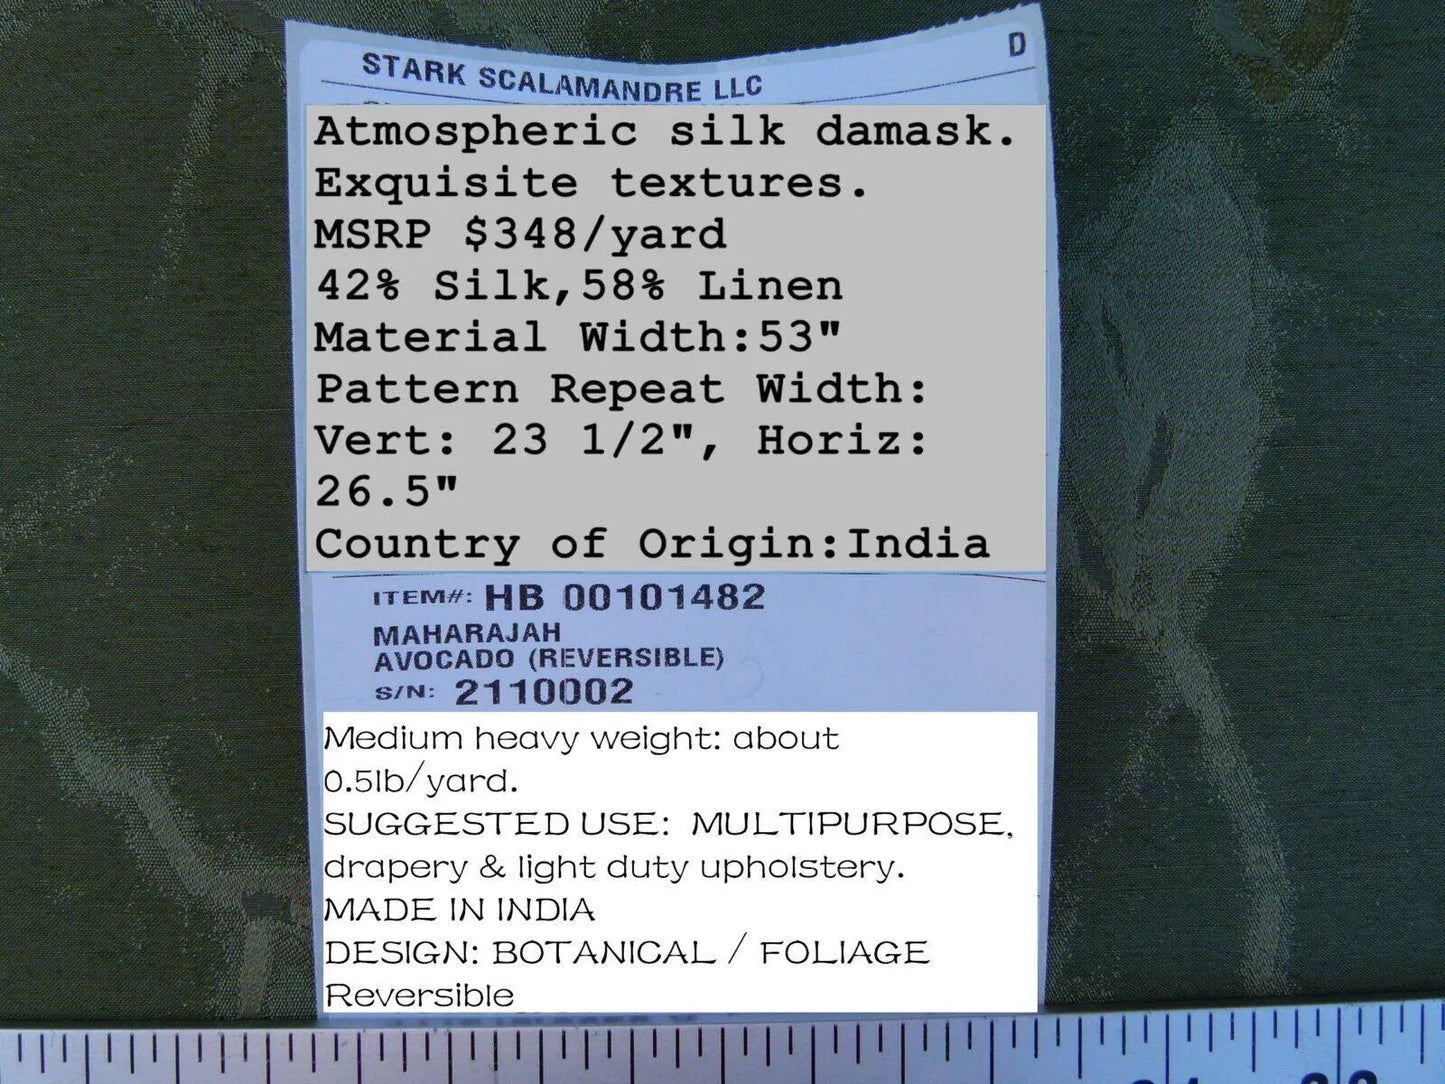 D
STARK SCALAMANDRE LLC
Atmospheric silk damask.
Exquisite textures.
MSRP $348/yard
42% Silk,58% Linen
Material Width:53"
Pattern Repeat Width:
Vert: 23 1/2", Horiz:
26.5"
Country of Origin:India
ITEM#: HB 00101482
MAHARAJAH
AVOCADO (REVERSIBLE)
S/N: 2110002
Medium heavy weight: about
0.5lb/yard.
SUGGESTED USE: MULTIPURPOSE,
drapery & light duty upholstery.
MADE IN INDIA
DESIGN: BOTANICAL / FOLIAGE
Reversible